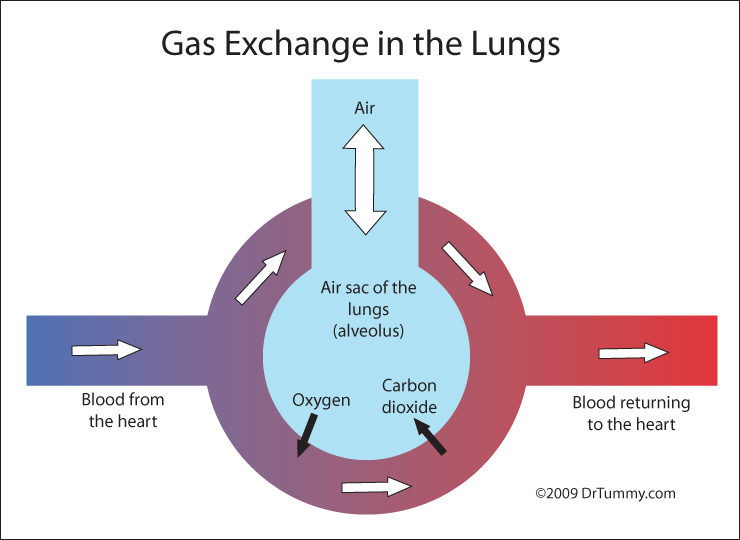 Gas Exchange in the Lungs
Air
Air sac of the
lungs
(alveolus)
Oxygen
Carbon
dioxide
Blood from
the heart
Blood returning
to the heart
©2009 DrTummy.com